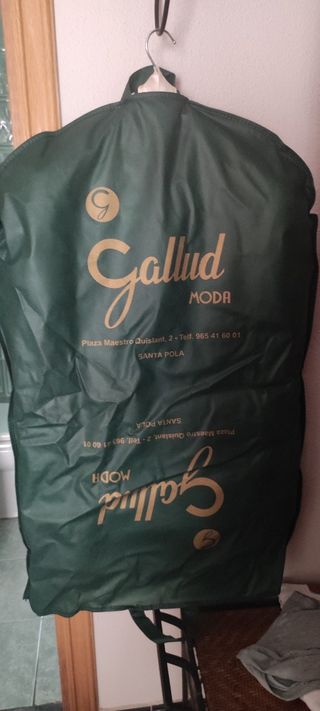 G
Gallud
MODA
Plaza Maestro Quislant. 2 - Telf. 965 41 60 01
SANTA POLA
SANTA POLA
Plaza Maestro Quislant. 2 - Telf. 965 41 60 01
MODA
Gallud
G